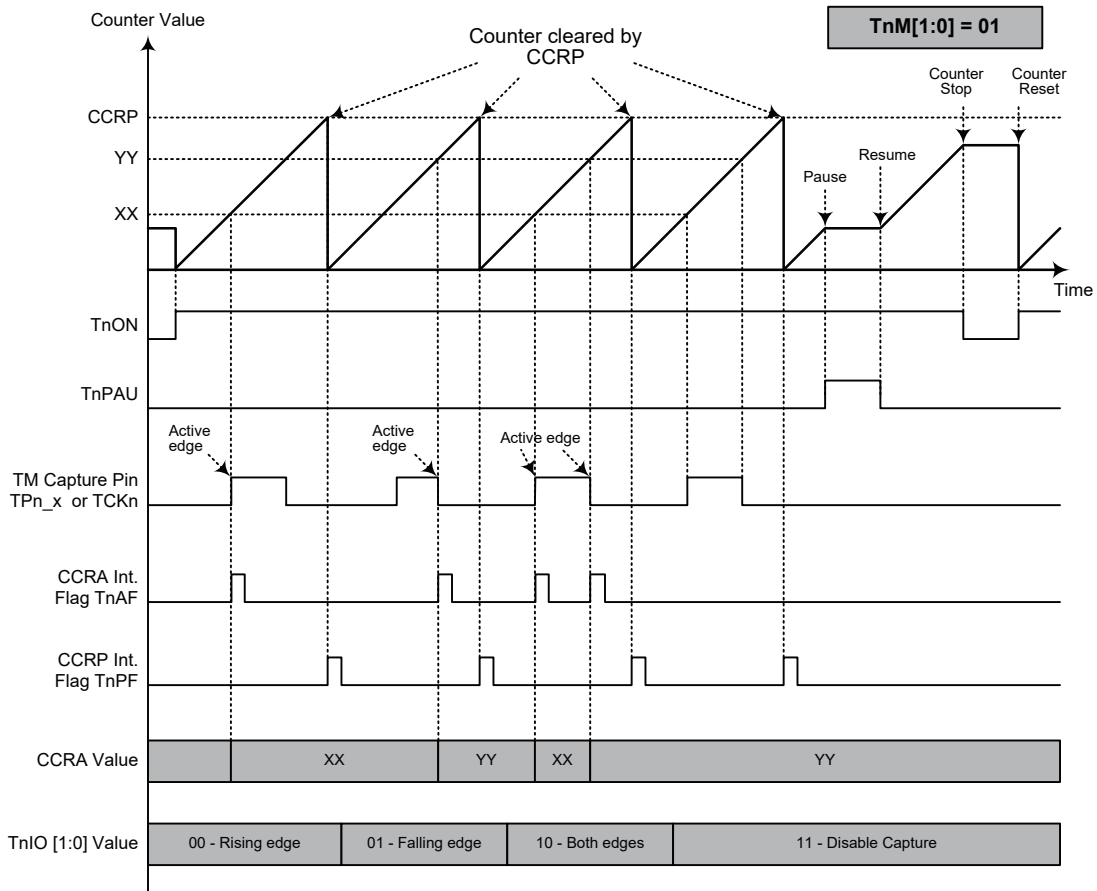 Counter Value
TnM[1:0] = 01
Counter cleared by
CCRP
Counter
Stop
Counter
Reset
CCRP
YY
XX
Pause
Resume
Time
TnON
TnPAU
Active
edge
Active
edge
Active edge
TM Capture Pin
TPn_x or TCKn
CCRA Int.
Flag TnAF
CCRP Int.
Flag TnPF
CCRA Value
XX
YY
XX
YY
TnIO [1:0] Value
00 - Rising edge
01 - Falling edge
10 - Both edges
11 - Disable Capture